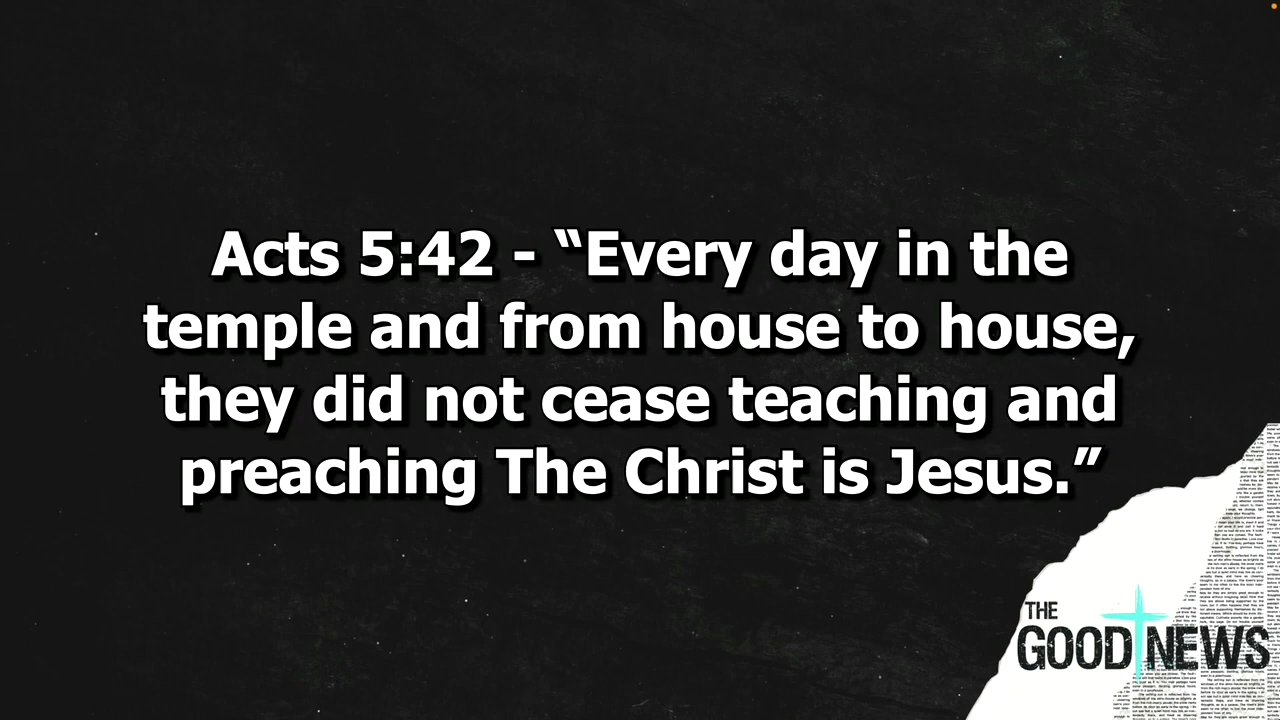 Acts 5:42 - “Every day in the
temple and from house to house,
they did not cease teaching and
preaching The Christ is Jesus.”
THE
GOOD NEWS